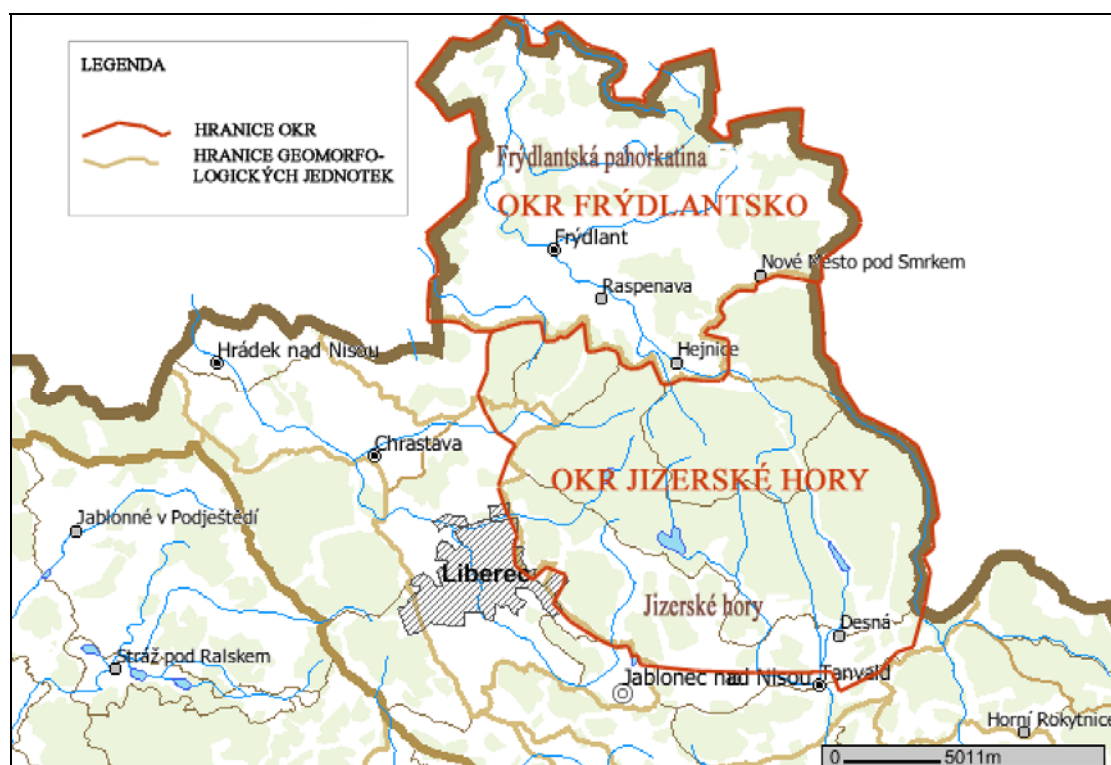 LEGENDA
HRANICE OKR
HRANICE GEOMORFO-
LOGICKÝCH JEDNOTEK
Frýdlantská pahorkatina
OKR FRÝDLANTSKO
Frýdlant
Nové Město pod Smrkem
Raspenava
Hrádek nad Nisou
Hejnice
Chrastava
OKR JIZERSKÉ HORY
Jablonné v Podještědí
Liberec
Jizerské hory
Desná
Stráž pod Ralskem
Jablonec nad Nisou
Tanvald
Horní Rokytnice
0 5011m